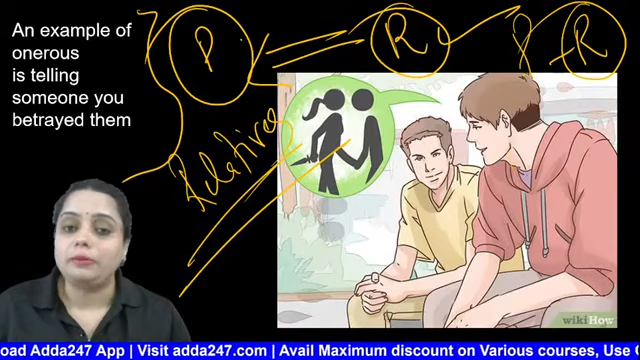 An example of
onerous
is telling
someone you
betrayed them
P
R
R
Relatives
wikiHow
oad Adda247 App | Visit adda247.com | Avail Maximum discount on Various courses, Use